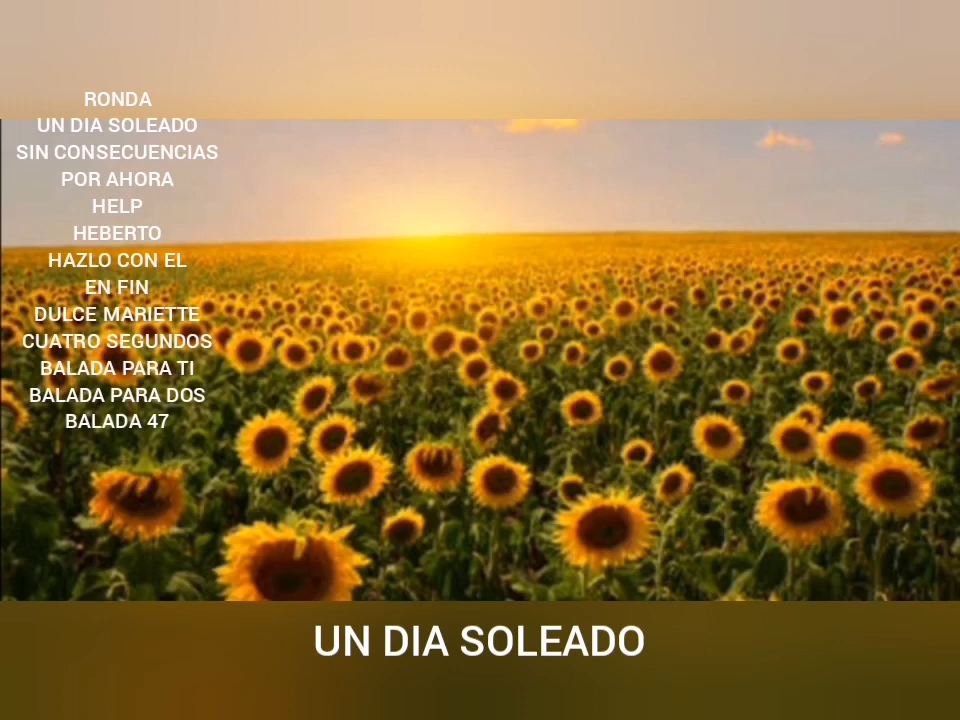 RONDA
UN DIA SOLEADO
SIN CONSECUENCIAS
POR AHORA
HELP
HEBERTO
HAZLO CON EL
EN FIN
DULCE MARIETTE
CUATRO SEGUNDOS
BALADA PARA TI
BALADA PARA DOS
BALADA 47
UN DIA SOLEADO